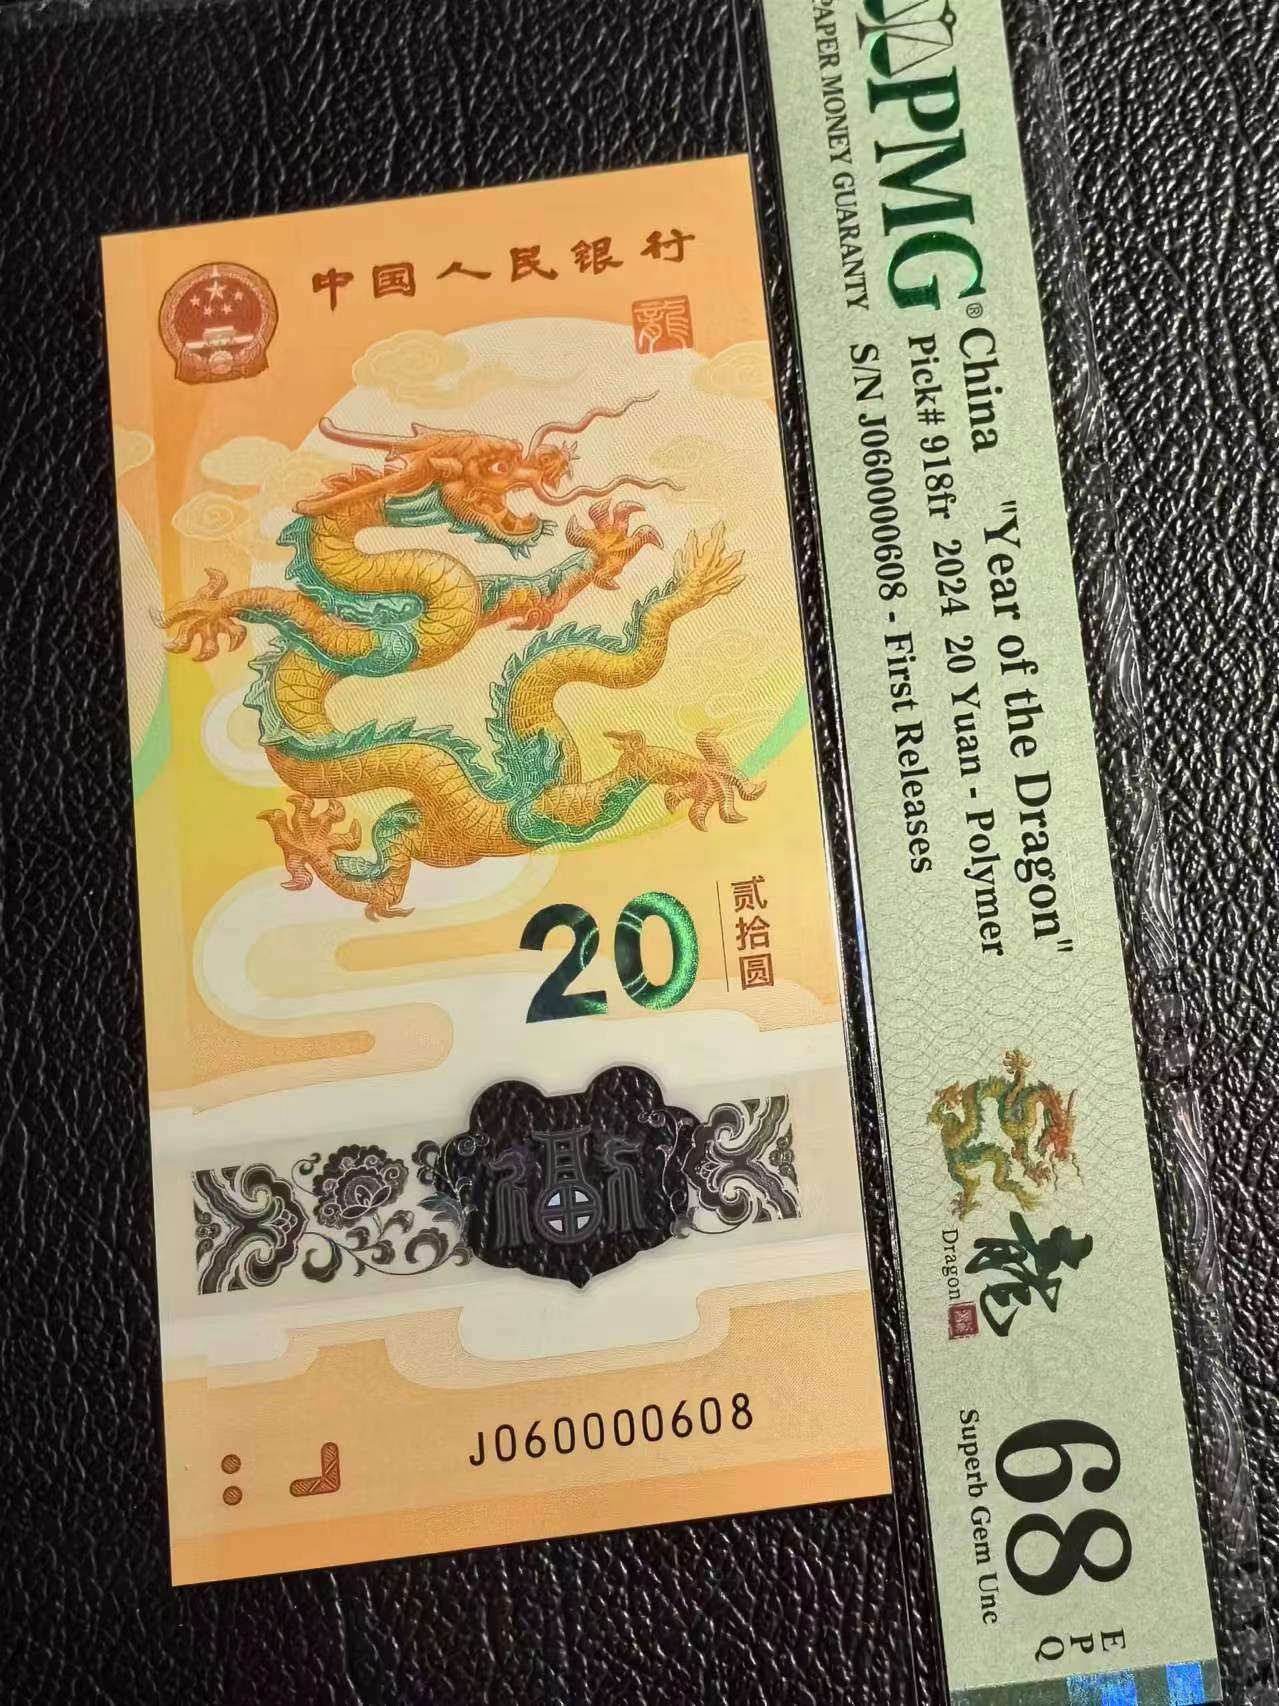 中国人民银行
龍
20
贰拾圆
福
J060000608
PMG®
PAPER MONEY GUARANTY
China "Year of the Dragon"
Pick# 918fr 2024 20 Yuan - Polymer
S/N J060000608 - First Releases
龍
Dragon
68
EPQ
Superb Gem Unc